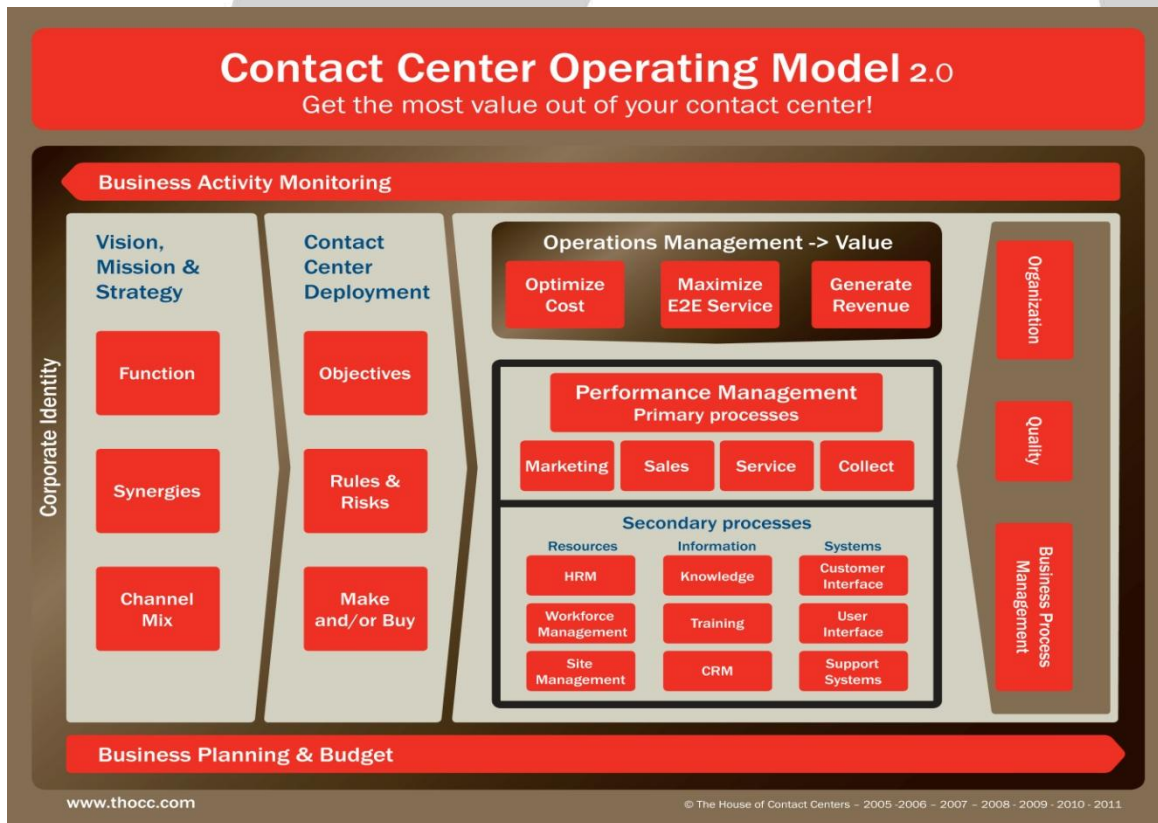 Contact Center Operating Model 2.0
Get the most value out of your contact center!
Business Activity Monitoring
Corporate Identity
Vision,
Mission &
Strategy
Function
Synergies
Channel
Mix
Contact
Center
Deployment
Objectives
Rules &
Risks
Make
and/or Buy
Operations Management -> Value
Optimize
Cost
Maximize
E2E Service
Generate
Revenue
Performance Management
Primary processes
Marketing
Sales
Service
Collect
Secondary processes
Resources
Information
Systems
HRM
Knowledge
Customer
Interface
Workforce
Management
Training
User
Interface
Site
Management
CRM
Support
Systems
Organization
Quality
Business Process
Management
Business Planning & Budget
www.thocc.com
© The House of Contact Centers – 2005 -2006 – 2007 – 2008 - 2009 - 2010 - 2011